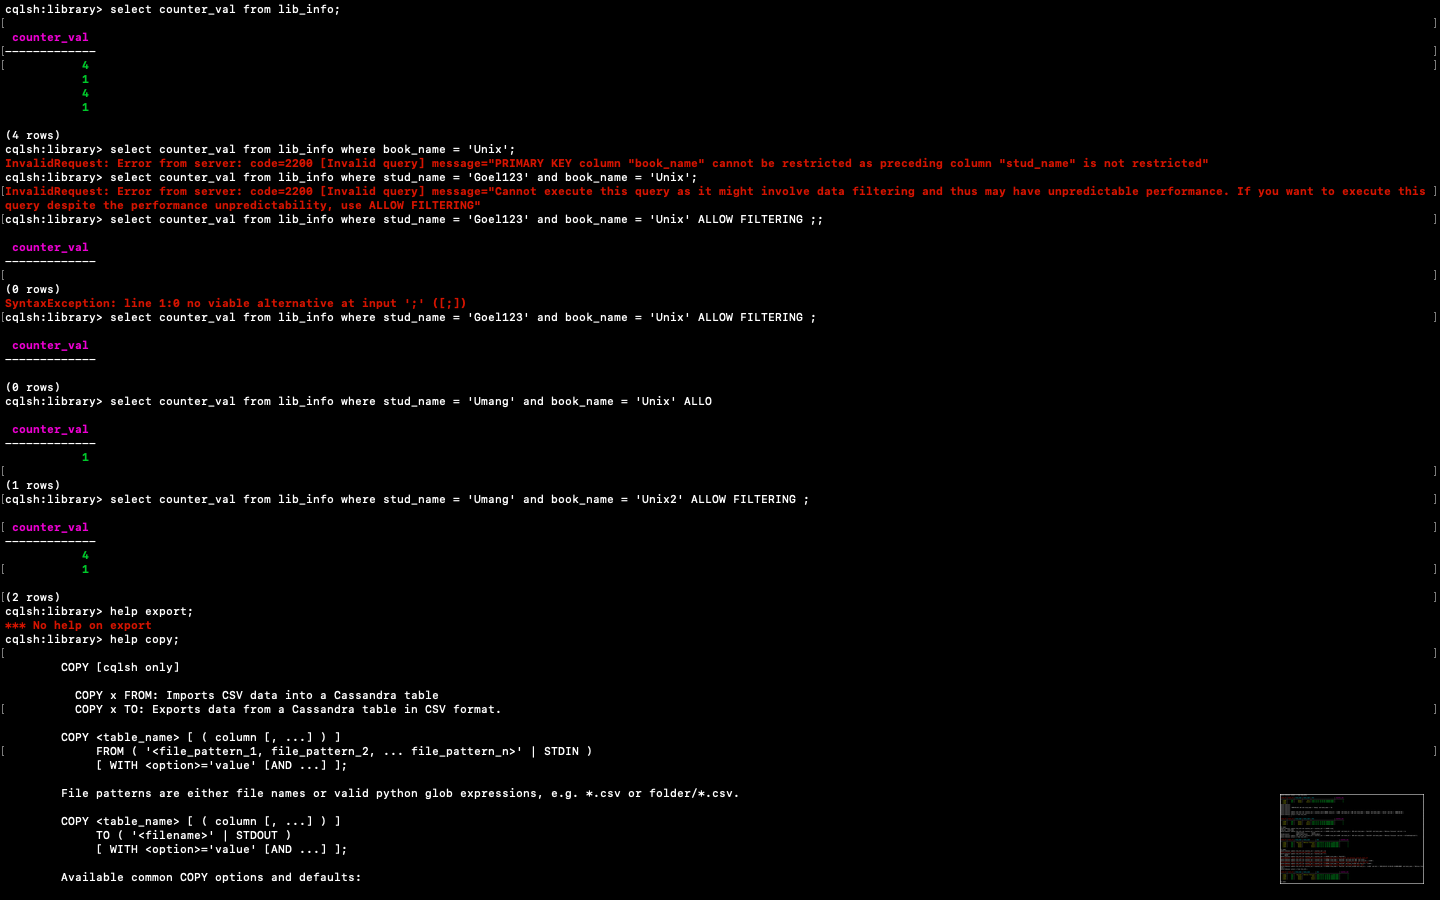 cqlsh:library> select counter_val from lib_info;
[ ]
counter_val
[------------- ]
[ 4 ]
1
4
1
(4 rows)
cqlsh:library> select counter_val from lib_info where book_name = 'Unix';
InvalidRequest: Error from server: code=2200 [Invalid query] message="PRIMARY KEY column "book_name" cannot be restricted as preceding column "stud_name" is not restricted"
cqlsh:library> select counter_val from lib_info where stud_name = 'Goel123' and book_name = 'Unix';
[InvalidRequest: Error from server: code=2200 [Invalid query] message="Cannot execute this query as it might involve data filtering and thus may have unpredictable performance. If you want to execute this ]
query despite the performance unpredictability, use ALLOW FILTERING"
[cqlsh:library> select counter_val from lib_info where stud_name = 'Goel123' and book_name = 'Unix' ALLOW FILTERING ;; ]
counter_val
-------------
[ ]
(0 rows)
SyntaxException: line 1:0 no viable alternative at input ';' ([;])
[cqlsh:library> select counter_val from lib_info where stud_name = 'Goel123' and book_name = 'Unix' ALLOW FILTERING ; ]
counter_val
-------------
(0 rows)
cqlsh:library> select counter_val from lib_info where stud_name = 'Umang' and book_name = 'Unix' ALLO
counter_val
-------------
1
[ ]
(1 rows)
[cqlsh:library> select counter_val from lib_info where stud_name = 'Umang' and book_name = 'Unix2' ALLOW FILTERING ; ]
[ counter_val ]
-------------
4
[ 1 ]
[(2 rows) ]
cqlsh:library> help export;
*** No help on export
cqlsh:library> help copy;
[ ]
COPY [cqlsh only]
COPY x FROM: Imports CSV data into a Cassandra table
[ COPY x TO: Exports data from a Cassandra table in CSV format. ]
COPY <table_name> [ ( column [, ...] ) ]
[ FROM ( '<file_pattern_1, file_pattern_2, ... file_pattern_n>' | STDIN ) ]
[ WITH <option>='value' [AND ...] ];
File patterns are either file names or valid python glob expressions, e.g. *.csv or folder/*.csv.
COPY <table_name> [ ( column [, ...] ) ]
TO ( '<filename>' | STDOUT )
[ WITH <option>='value' [AND ...] ];
Available common COPY options and defaults: